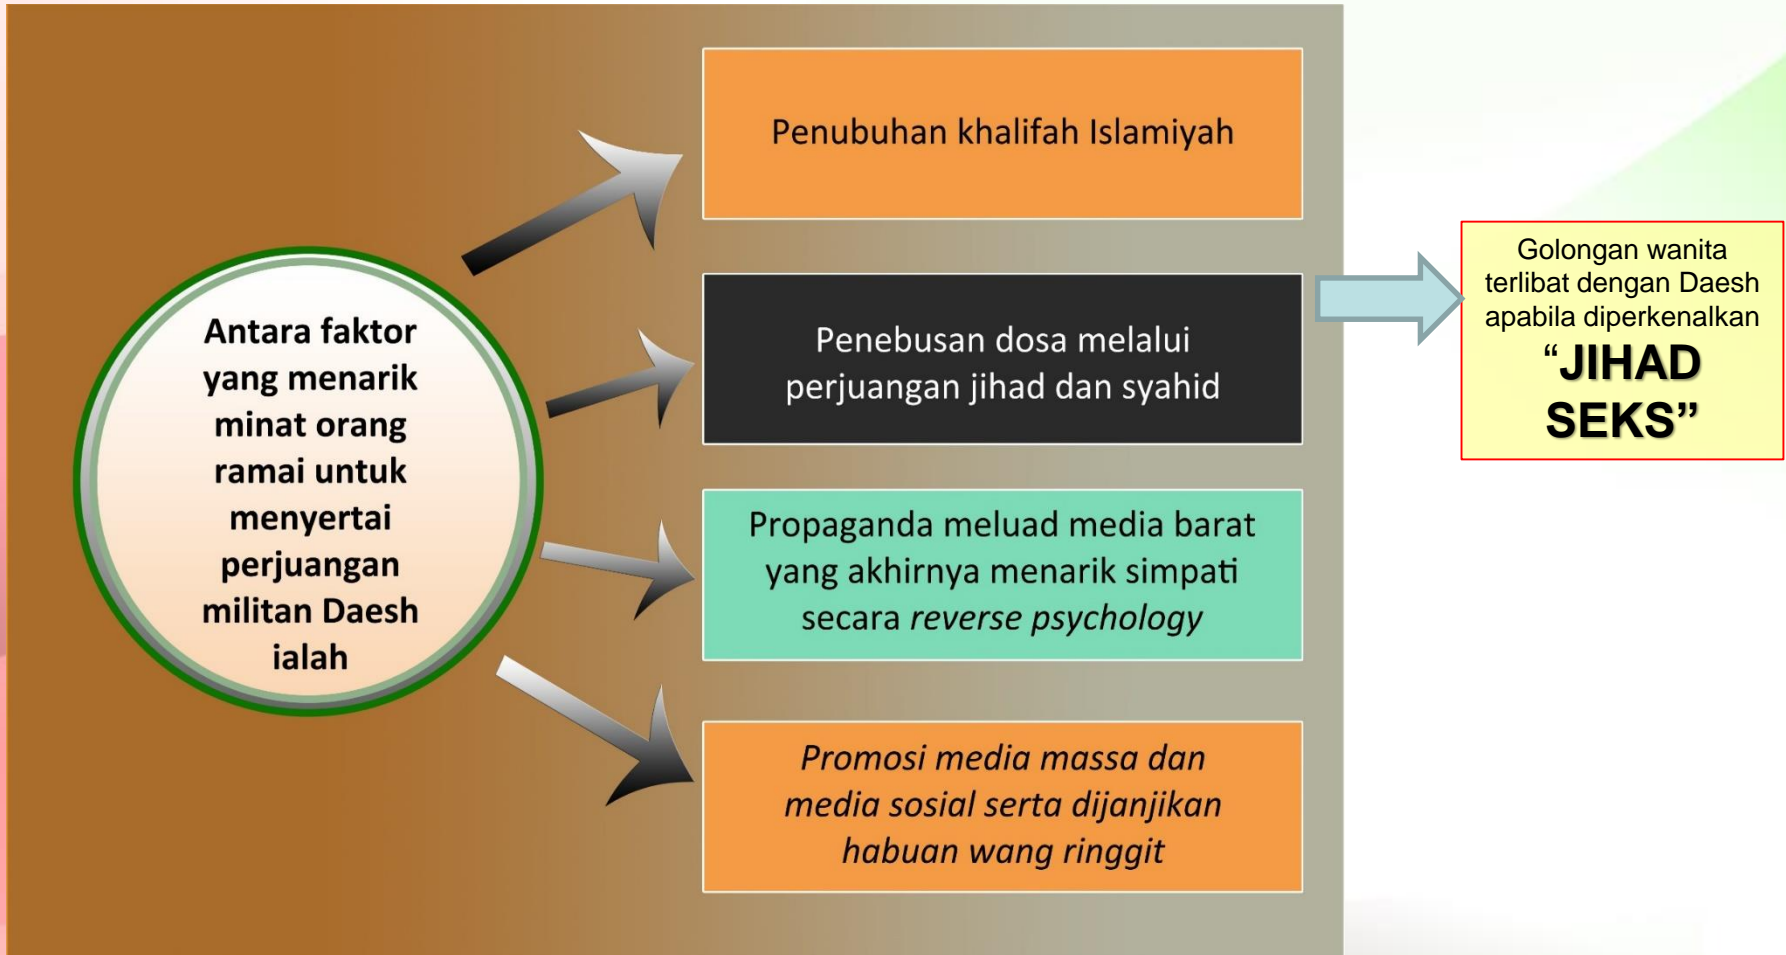 Antara faktor
yang menarik
minat orang
ramai untuk
menyertai
perjuangan
militan Daesh
ialah
Penubuhan khalifah Islamiyah
Penebusan dosa melalui
perjuangan jihad dan syahid
Propaganda meluad media barat
yang akhirnya menarik simpati
secara reverse psychology
Promosi media massa dan
media sosial serta dijanjikan
habuan wang ringgit
Golongan wanita
terlibat dengan Daesh
apabila diperkenalkan
“JIHAD
SEKS”